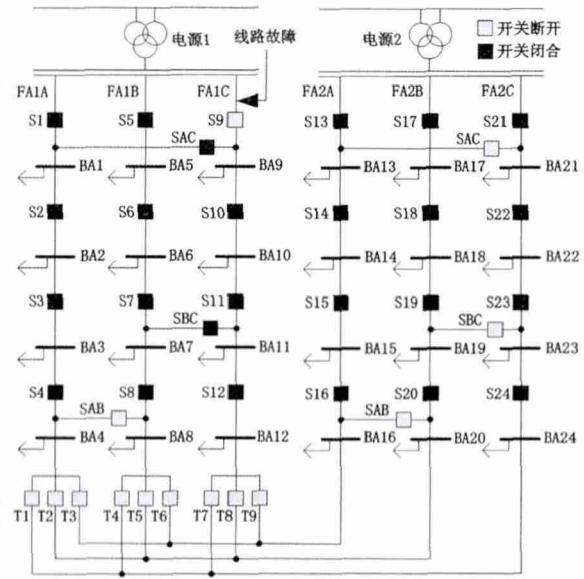 电源1 线路故障 电源2 开关断开
开关闭合
FA1A FA1B FA1C FA2A FA2B FA2C
S1 S5 S9 S13 S17 S21
SAC SAC
BA1 BA5 BA9 BA13 BA17 BA21
S2 S6 S10 S14 S18 S22
BA2 BA6 BA10 BA14 BA18 BA22
S3 S7 S11 S15 S19 S23
SBC SBC
BA3 BA7 BA11 BA15 BA19 BA23
S4 S8 S12 S16 S20 S24
SAB SAB
BA4 BA8 BA12 BA16 BA20 BA24
T1 T2 T3 T4 T5 T6 T7 T8 T9